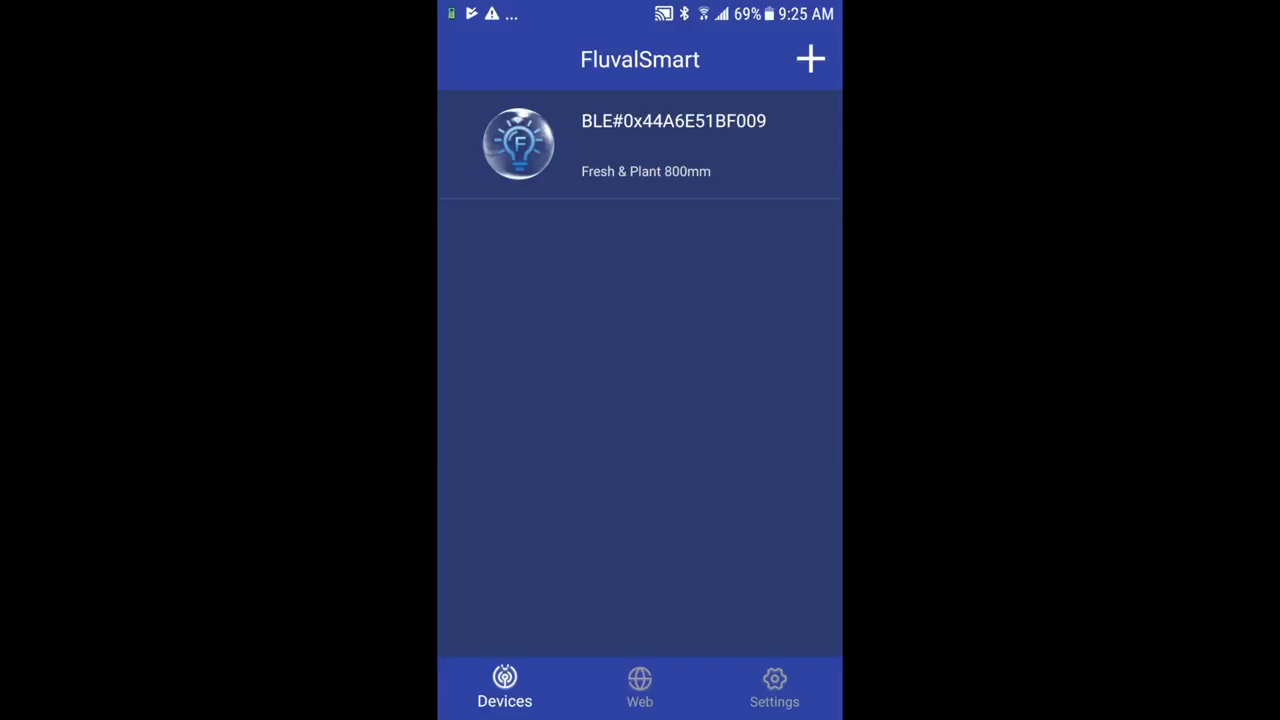 ... 69% 9:25 AM
FluvalSmart
F
BLE#0x44A6E51BF009
Fresh & Plant 800mm
Devices Web Settings